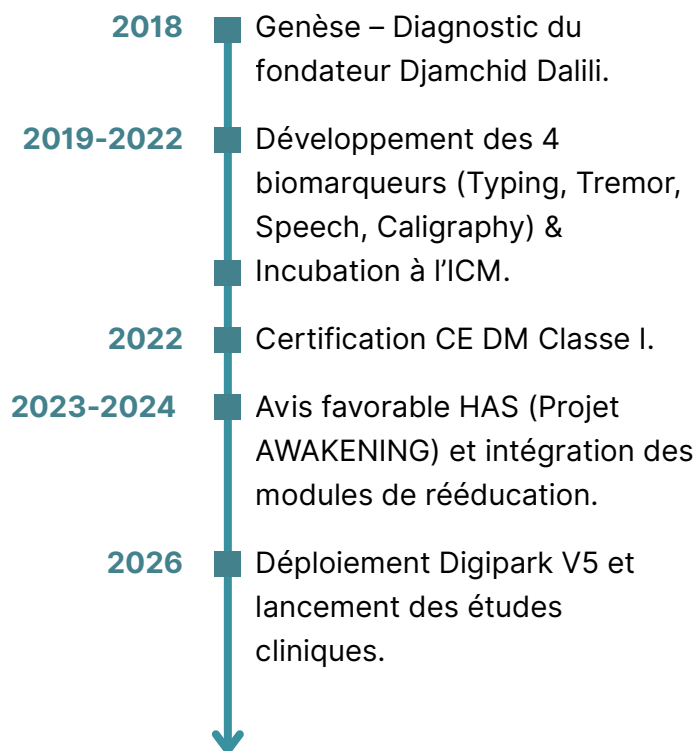 2018 Genèse – Diagnostic du
fondateur Djamchid Dalili.
2019-2022 Développement des 4
biomarqueurs (Typing, Tremor,
Speech, Caligraphy) &
Incubation à l’ICM.
2022 Certification CE DM Classe I.
2023-2024 Avis favorable HAS (Projet
AWAKENING) et intégration des
modules de rééducation.
2026 Déploiement Digipark V5 et
lancement des études
cliniques.